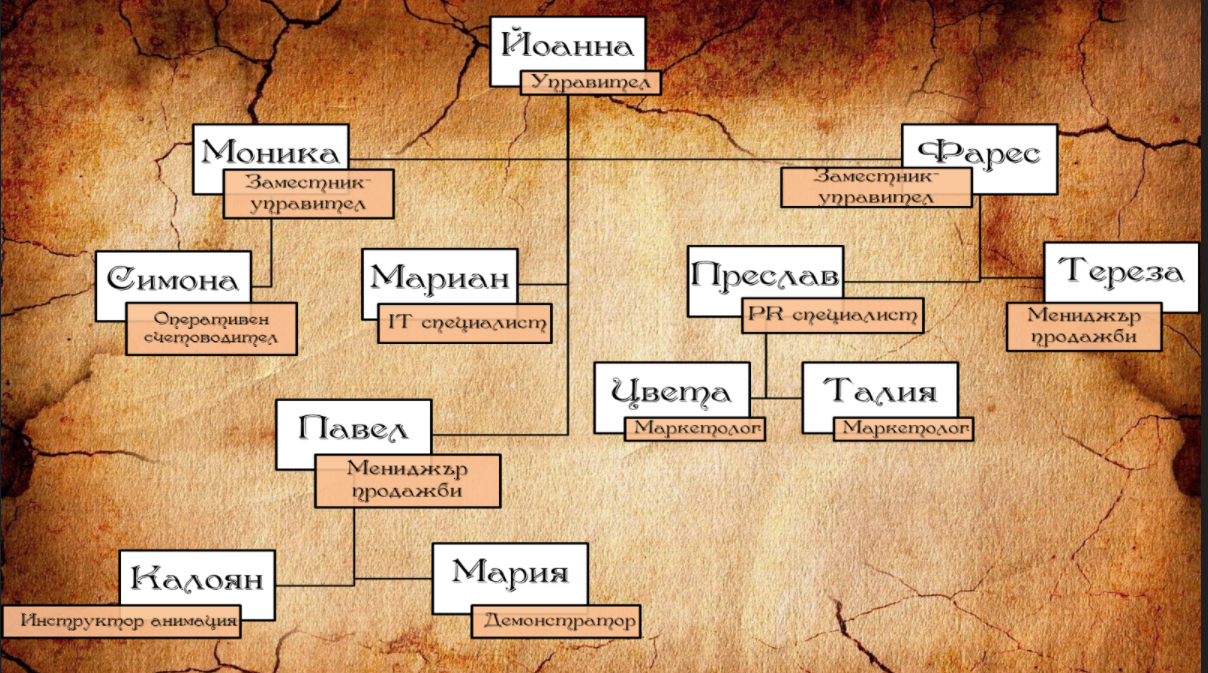 Йоанна
Управител
Моника
Заместник-
управител
Фарес
Заместник-
управител
Симона
Оперативен
счетоводител
Мариан
IT специалист
Преслав
PR специалист
Тереза
Мениджър
продажби
Цвета
Маркетолог
Талия
Маркетолог
Павел
Мениджър
продажби
Калоян
Инструктор анимация
Мария
Демонстратор